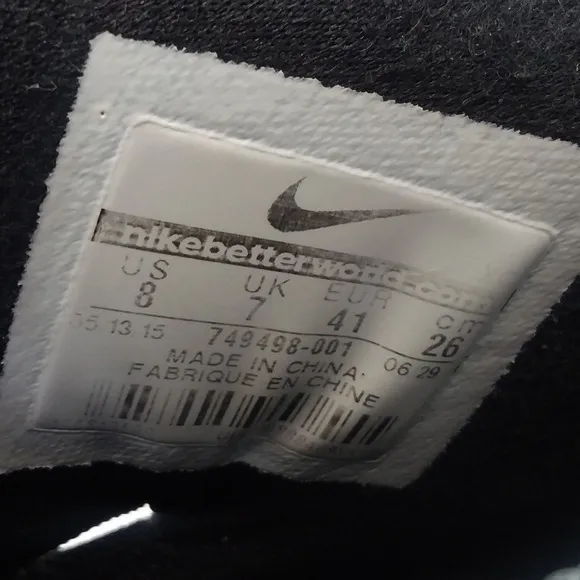 nikebetterworld.com
US UK EUR cm
8 7 41 26
05 13 15 749498-001 06 29
MADE IN CHINA
FABRIQUE EN CHINE